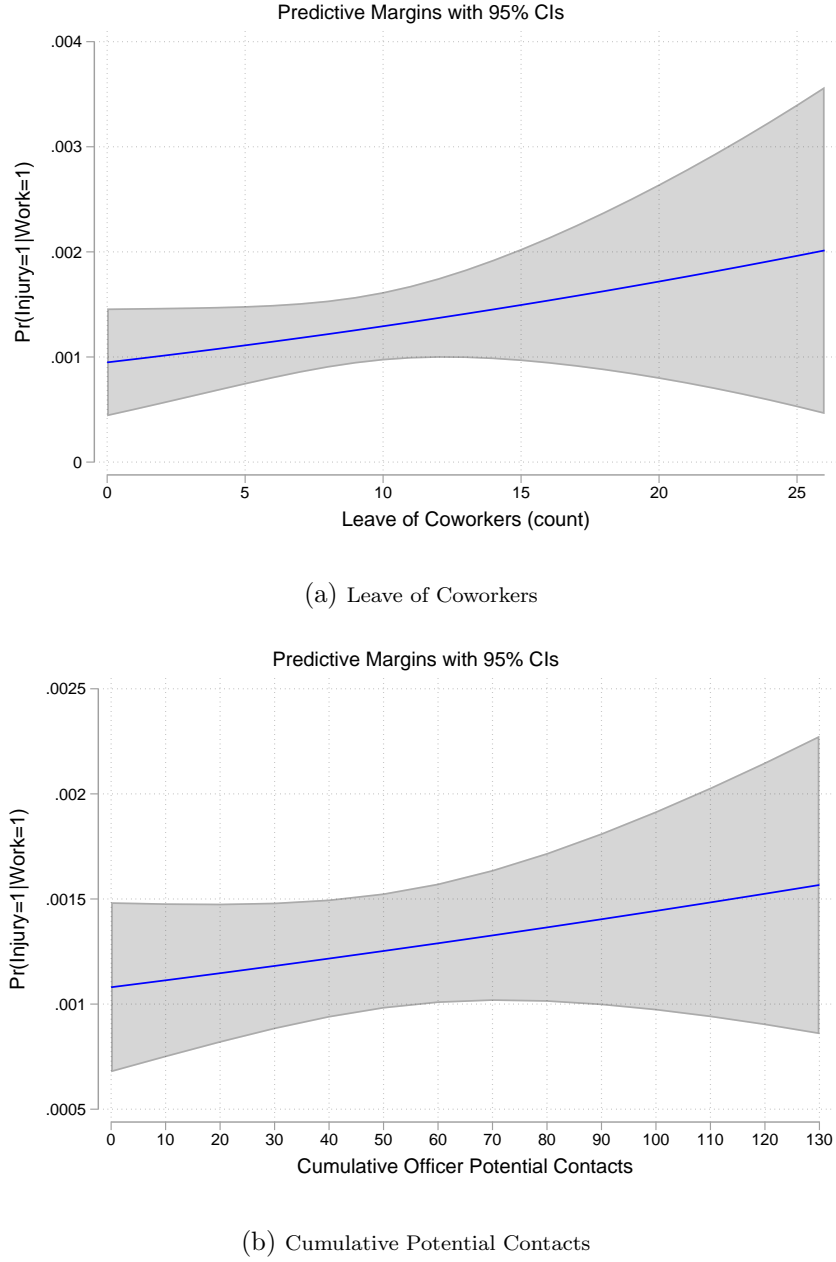 Predictive Margins with 95% CIs
.004
.003
.002
.001
0
Pr(Injury=1|Work=1)
0 5 10 15 20 25
Leave of Coworkers (count)
(a) Leave of Coworkers
Predictive Margins with 95% CIs
.0025
.002
.0015
.001
.0005
Pr(Injury=1|Work=1)
0 10 20 30 40 50 60 70 80 90 100 110 120 130
Cumulative Officer Potential Contacts
(b) Cumulative Potential Contacts